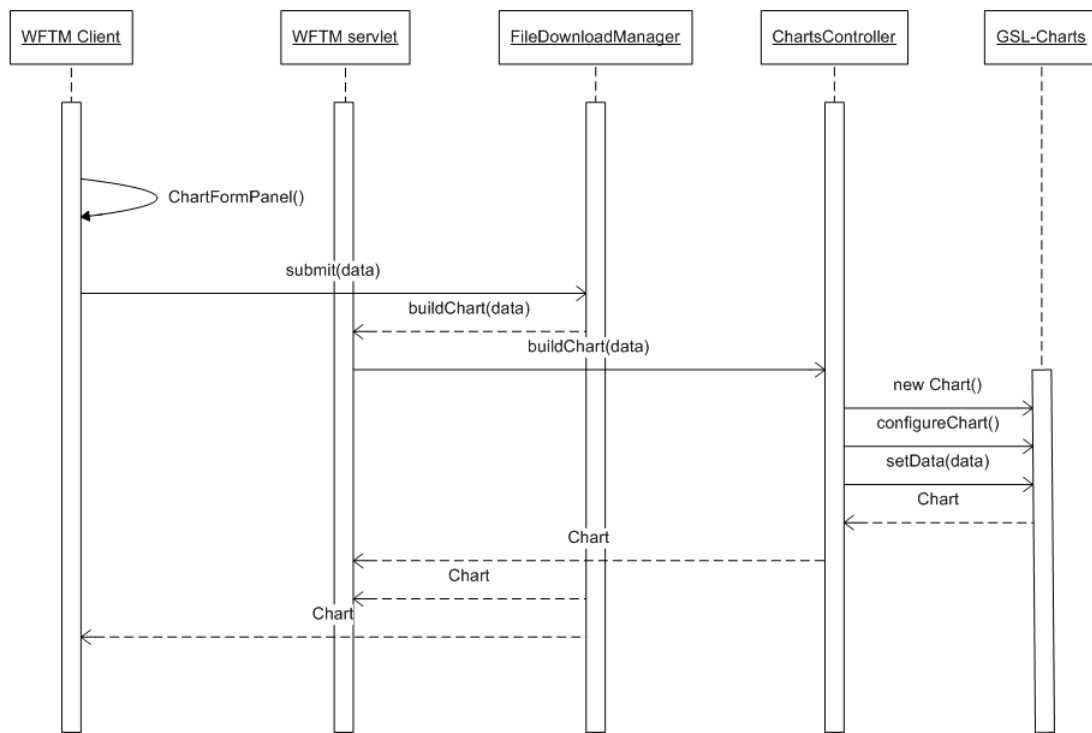 WFTM Client
WFTM servlet
FileDownloadManager
ChartsController
GSL-Charts
ChartFormPanel()
submit(data)
buildChart(data)
buildChart(data)
new Chart()
configureChart()
setData(data)
Chart
Chart
Chart
Chart